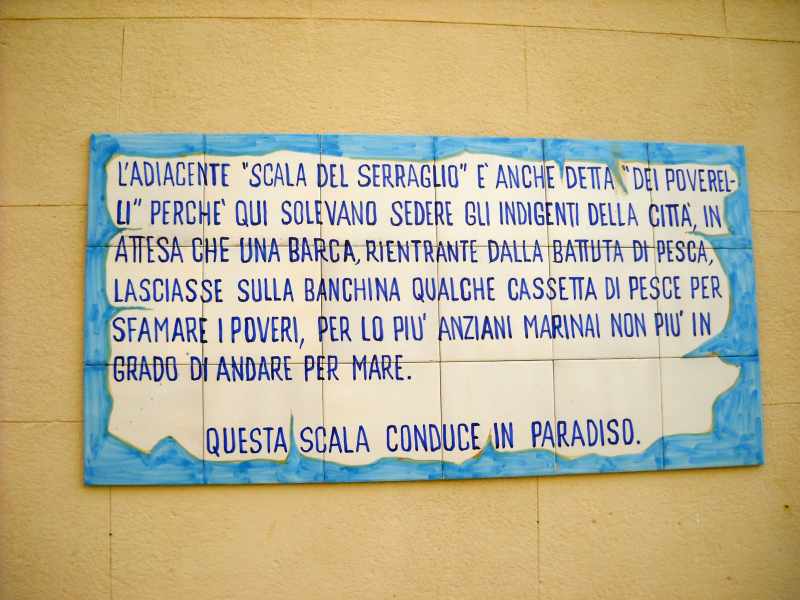 L'ADIACENTE "SCALA DEL SERRAGLIO" E' ANCHE DETTA "DEI POVEREL-
LI" PERCHE' QUI SOLEVANO SEDERE GLI INDIGENTI DELLA CITTA', IN
ATTESA CHE UNA BARCA, RIENTRANTE DALLA BATTUTA DI PESCA,
LASCIASSE SULLA BANCHINA QUALCHE CASSETTA DI PESCE PER
SFAMARE I POVERI, PER LO PIU' ANZIANI MARINAI NON PIU' IN
GRADO DI ANDARE PER MARE.
QUESTA SCALA CONDUCE IN PARADISO.